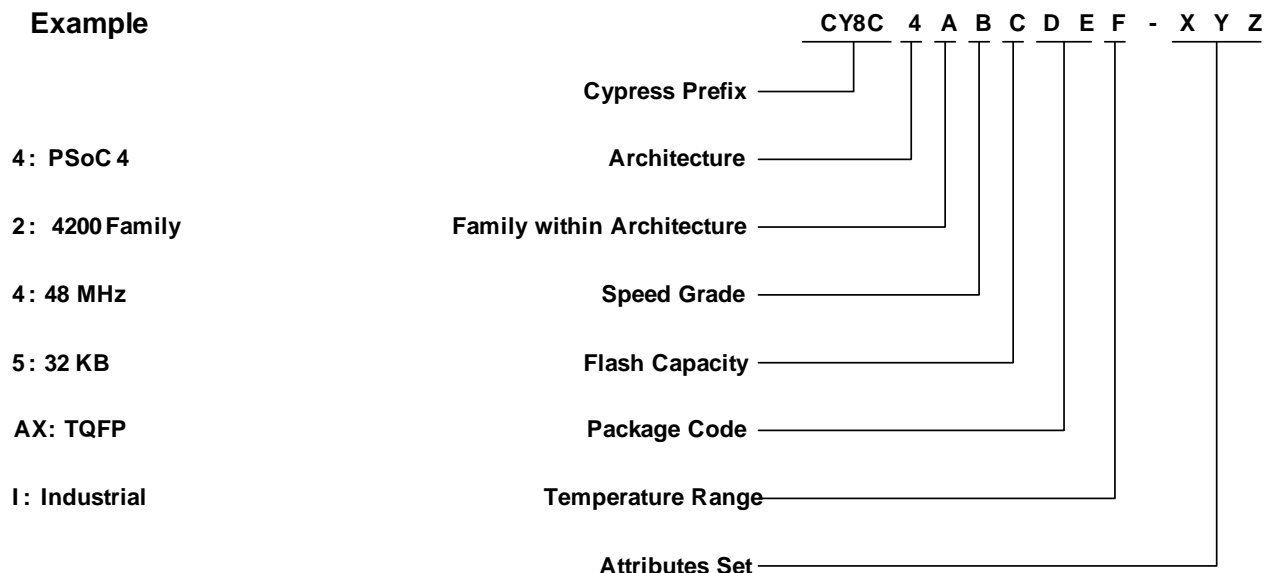 Example CY8C 4 A B C D E F - X Y Z
Cypress Prefix
4: PSoC 4 Architecture
2: 4200 Family Family within Architecture
4: 48 MHz Speed Grade
5: 32 KB Flash Capacity
AX: TQFP Package Code
I: Industrial Temperature Range
Attributes Set